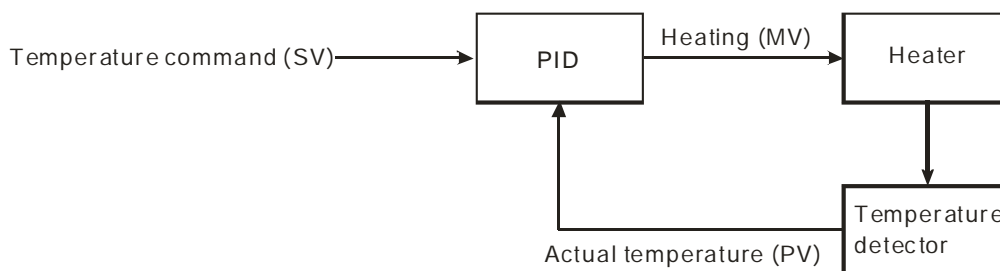 Temperature command (SV)
PID
Heating (MV)
Heater
Temperature
detector
Actual temperature (PV)